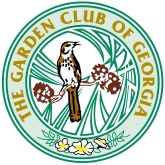 THE GARDEN CLUB OF GEORGIA